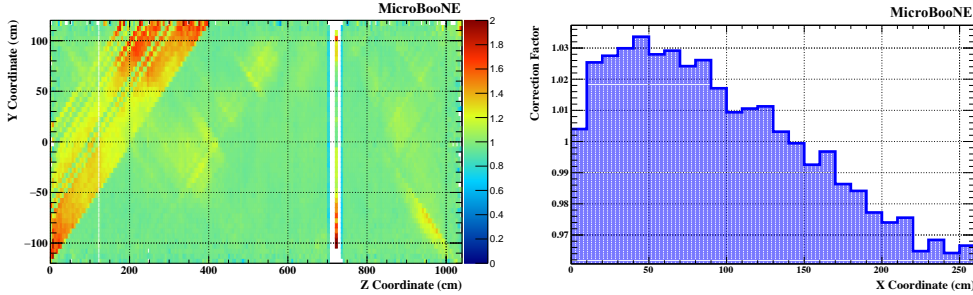 MicroBooNE
Y Coordinate (cm)
100
50
0
−50
−100
0 200 400 600 800 1000
Z Coordinate (cm)
2
1.8
1.6
1.4
1.2
1
0.8
0.6
0.4
0.2
0
MicroBooNE
Correction Factor
1.03
1.02
1.01
1
0.99
0.98
0.97
0 50 100 150 200 250
X Coordinate (cm)